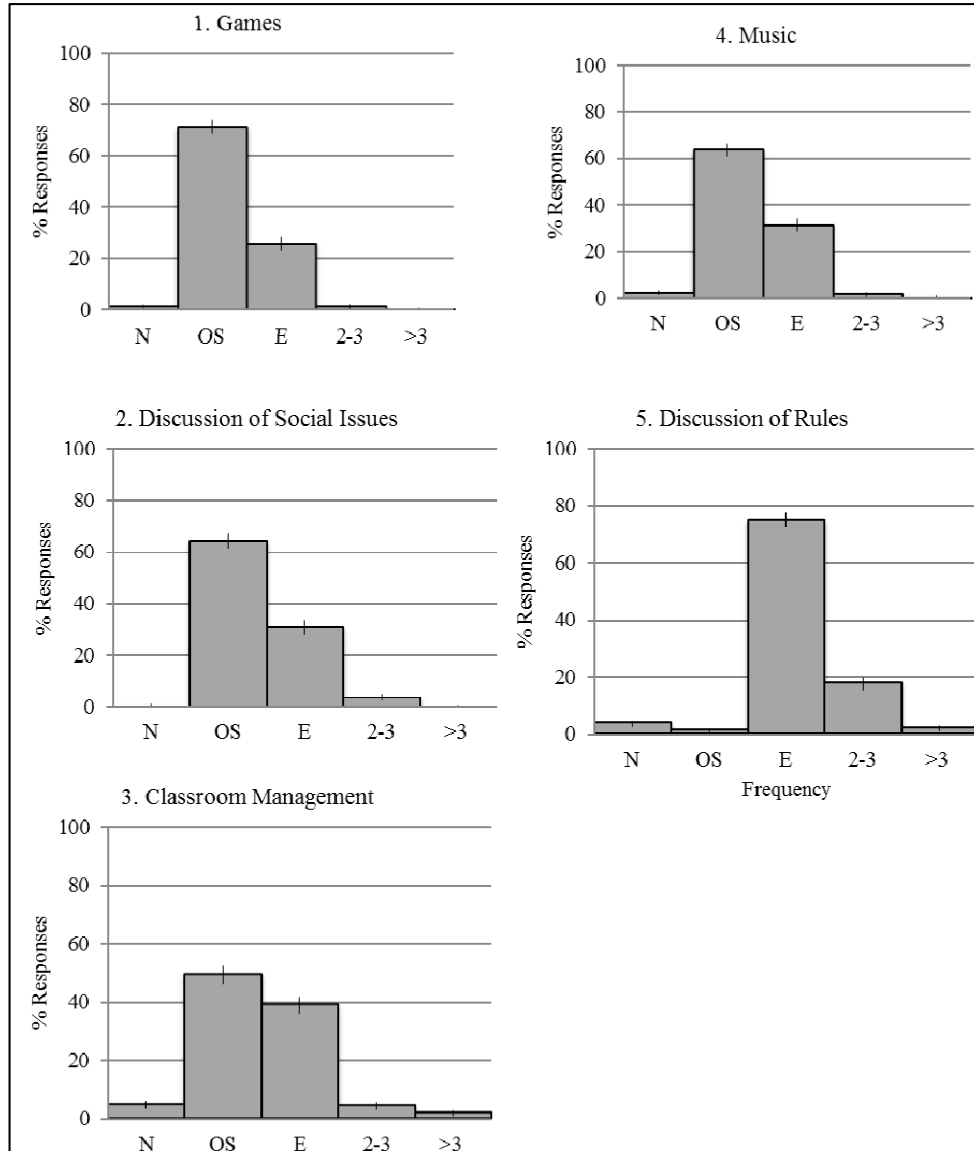 1. Games
100
80
60
40
20
0
% Responses
N OS E 2-3 >3
4. Music
100
80
60
40
20
0
% Responses
N OS E 2-3 >3
2. Discussion of Social Issues
100
80
60
40
20
0
% Responses
N OS E 2-3 >3
5. Discussion of Rules
100
80
60
40
20
0
% Responses
N OS E 2-3 >3
Frequency
3. Classroom Management
100
80
60
40
20
0
% Responses
N OS E 2-3 >3